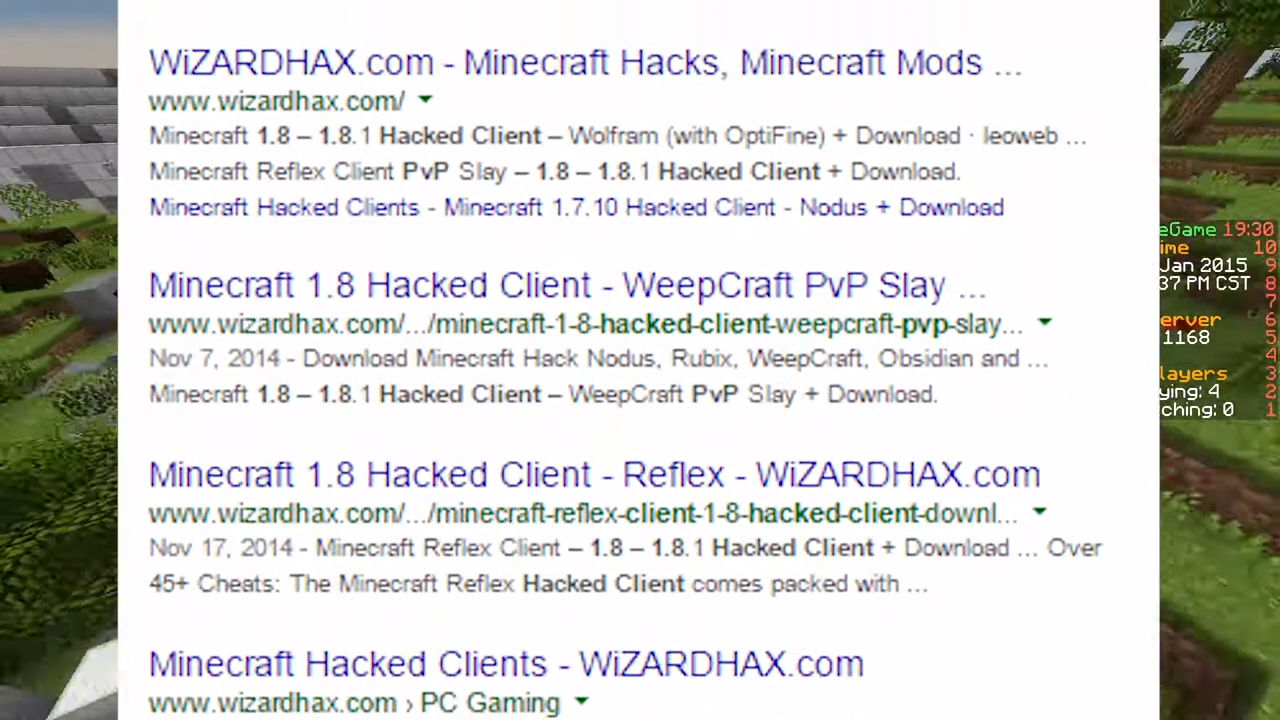 WiZARDHAX.com - Minecraft Hacks, Minecraft Mods ...
www.wizardhax.com/
Minecraft 1.8 – 1.8.1 Hacked Client – Wolfram (with OptiFine) + Download · leoweb ...
Minecraft Reflex Client PvP Slay – 1.8 – 1.8.1 Hacked Client + Download.
Minecraft Hacked Clients - Minecraft 1.7.10 Hacked Client - Nodus + Download
Minecraft 1.8 Hacked Client - WeepCraft PvP Slay ...
www.wizardhax.com/.../minecraft-1-8-hacked-client-weepcraft-pvp-slay...
Nov 7, 2014 - Download Minecraft Hack Nodus, Rubix, WeepCraft, Obsidian and ...
Minecraft 1.8 – 1.8.1 Hacked Client – WeepCraft PvP Slay + Download.
Minecraft 1.8 Hacked Client - Reflex - WiZARDHAX.com
www.wizardhax.com/.../minecraft-reflex-client-1-8-hacked-client-downl...
Nov 17, 2014 - Minecraft Reflex Client – 1.8 – 1.8.1 Hacked Client + Download ... Over
45+ Cheats: The Minecraft Reflex Hacked Client comes packed with ...
Minecraft Hacked Clients - WiZARDHAX.com
www.wizardhax.com › PC Gaming
eGame 19:30
ime 10
Jan 2015 9
37 PM CST 8
7
erver 6
1168 5
4
layers 3
ying: 4 2
ching: 0 1